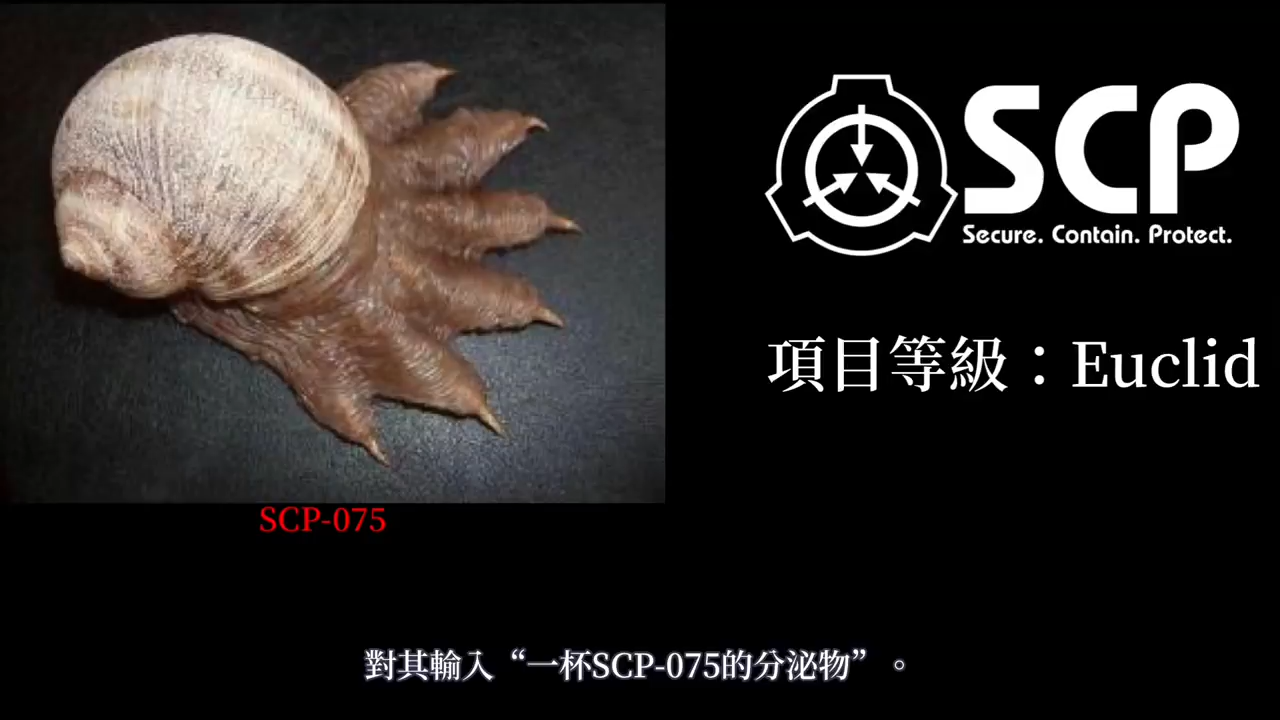 SCP
Secure. Contain. Protect.
項目等級：Euclid
SCP-075
對其輸入“一杯SCP-075的分泌物”。